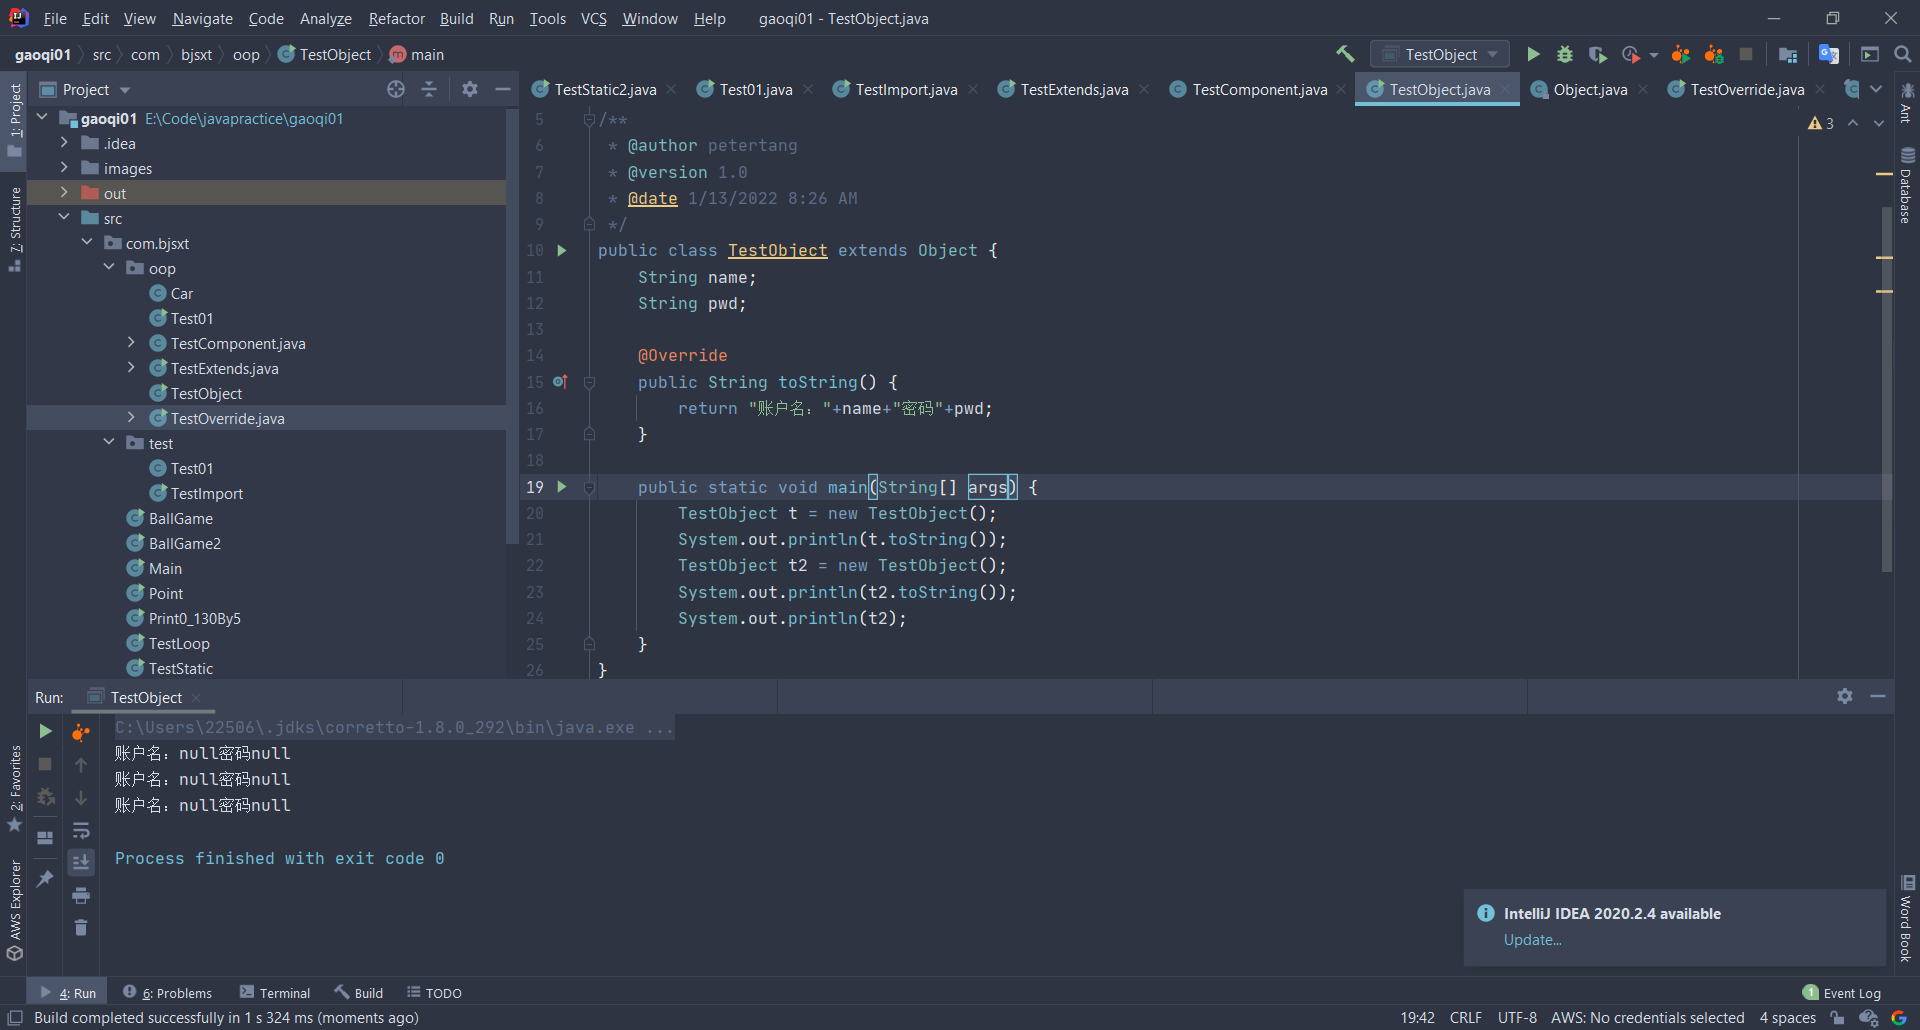 File Edit View Navigate Code Analyze Refactor Build Run Tools VCS Window Help gaoqi01 - TestObject.java
gaoqi01 src com bjsxt oop TestObject main
TestObject
Project
TestStatic2.java Test01.java TestImport.java TestExtends.java TestComponent.java TestObject.java Object.java TestOverride.java
1: Project
7: Structure
2: Favorites
AWS Explorer
gaoqi01 E:\Code\javapractice\gaoqi01
.idea
images
out
src
com.bjsxt
oop
Car
Test01
TestComponent.java
TestExtends.java
TestObject
TestOverride.java
test
Test01
TestImport
BallGame
BallGame2
Main
Point
Print0_130By5
TestLoop
TestStatic
3
5 /**
6 * @author petertang
7 * @version 1.0
8 * @date 1/13/2022 8:26 AM
9 */
10 public class TestObject extends Object {
11 String name;
12 String pwd;
13
14 @Override
15 public String toString() {
16 return "账户名："+name+"密码"+pwd;
17 }
18
19 public static void main(String[] args) {
20 TestObject t = new TestObject();
21 System.out.println(t.toString());
22 TestObject t2 = new TestObject();
23 System.out.println(t2.toString());
24 System.out.println(t2);
25 }
26 }
Ant
Database
Word Book
Run: TestObject
C:\Users\22506\.jdks\corretto-1.8.0_292\bin\java.exe ...
账户名：null密码null
账户名：null密码null
账户名：null密码null
Process finished with exit code 0
IntelliJ IDEA 2020.2.4 available
Update...
4: Run 6: Problems Terminal Build TODO 1 Event Log
Build completed successfully in 1 s 324 ms (moments ago) 19:42 CRLF UTF-8 AWS: No credentials selected 4 spaces